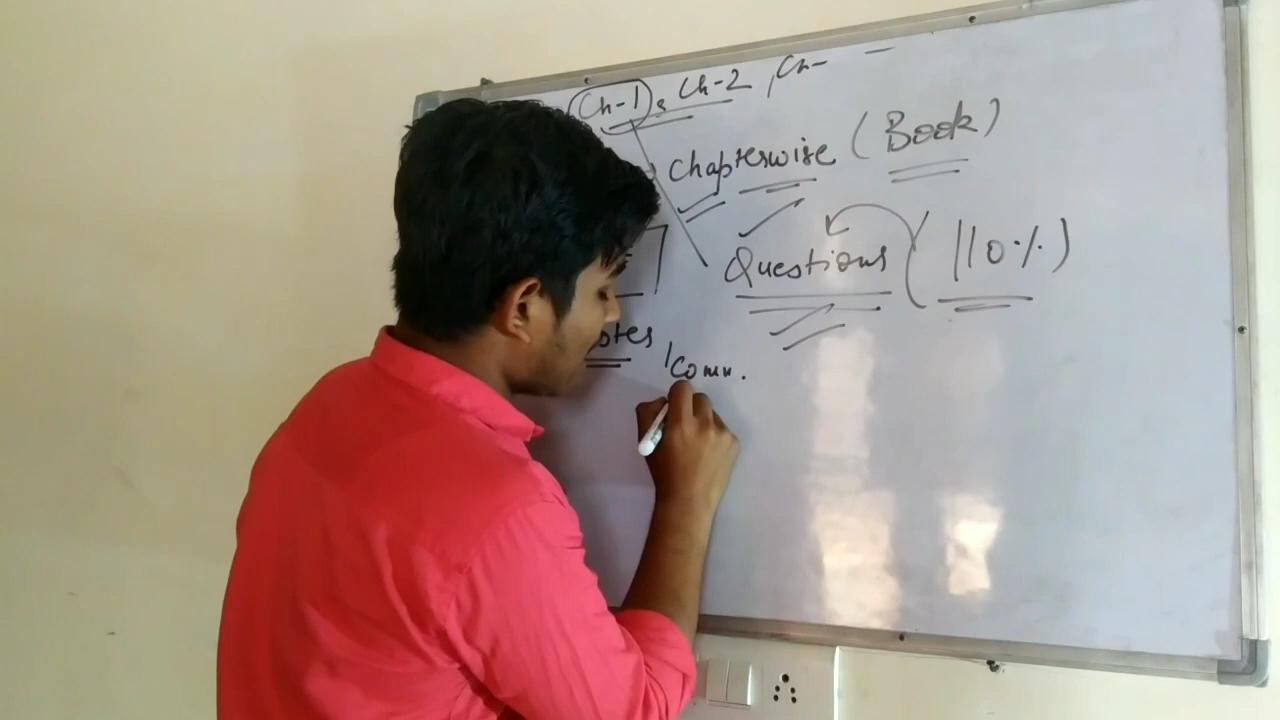 Ch-1, Ch-2, Ch-
Chapterwise (Book)
Questions (110%)
otes
Comm.